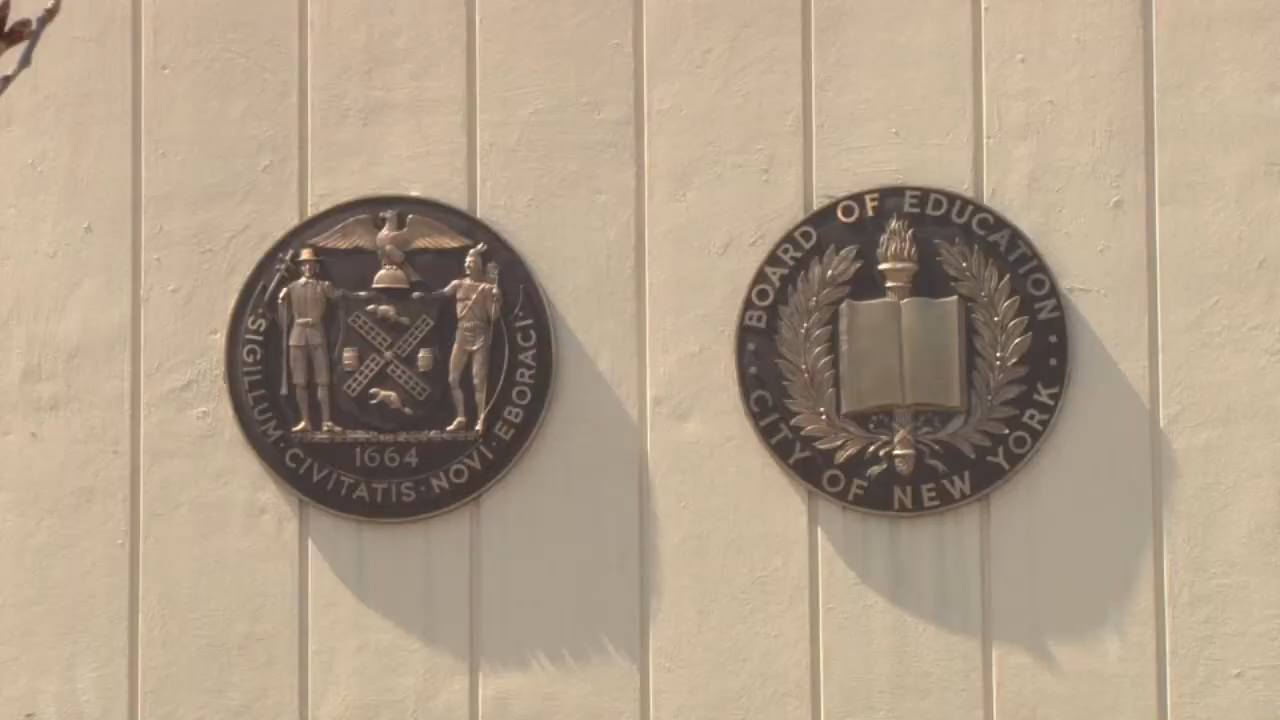 ·SIGILLUM·CIVITATIS·NOVI·EBORACI·
1664
BOARD OF EDUCATION
· CITY OF NEW YORK ·